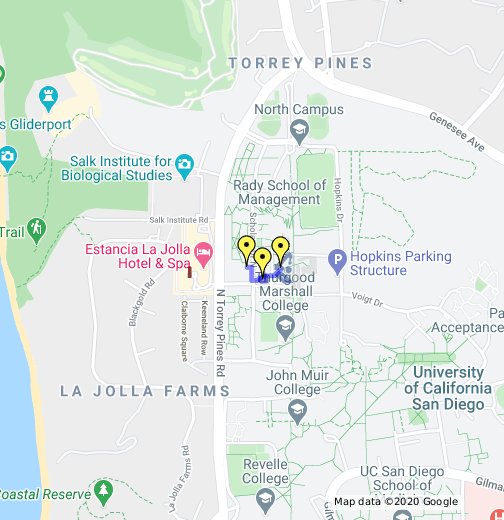 TORREY PINES
North Campus
Genesee Ave
s Gliderport
Salk Institute for
Biological Studies
Rady School of
Management
Hopkins Dr
Salk Institute Rd
Trail
Estancia La Jolla
Hotel & Spa
Hopkins Parking
Structure
Marshall
College
Voigt Dr
Blackgold Rd
Claiborne Square
Keeneland Row
N Torrey Pines Rd
Pa
Acceptance
John Muir
College
University
of California
San Diego
LA JOLLA FARMS
La Jolla Farms Rd
Revelle
College
UC San Diego
School of
Gilma
Coastal Reserve
Map data ©2020 Google